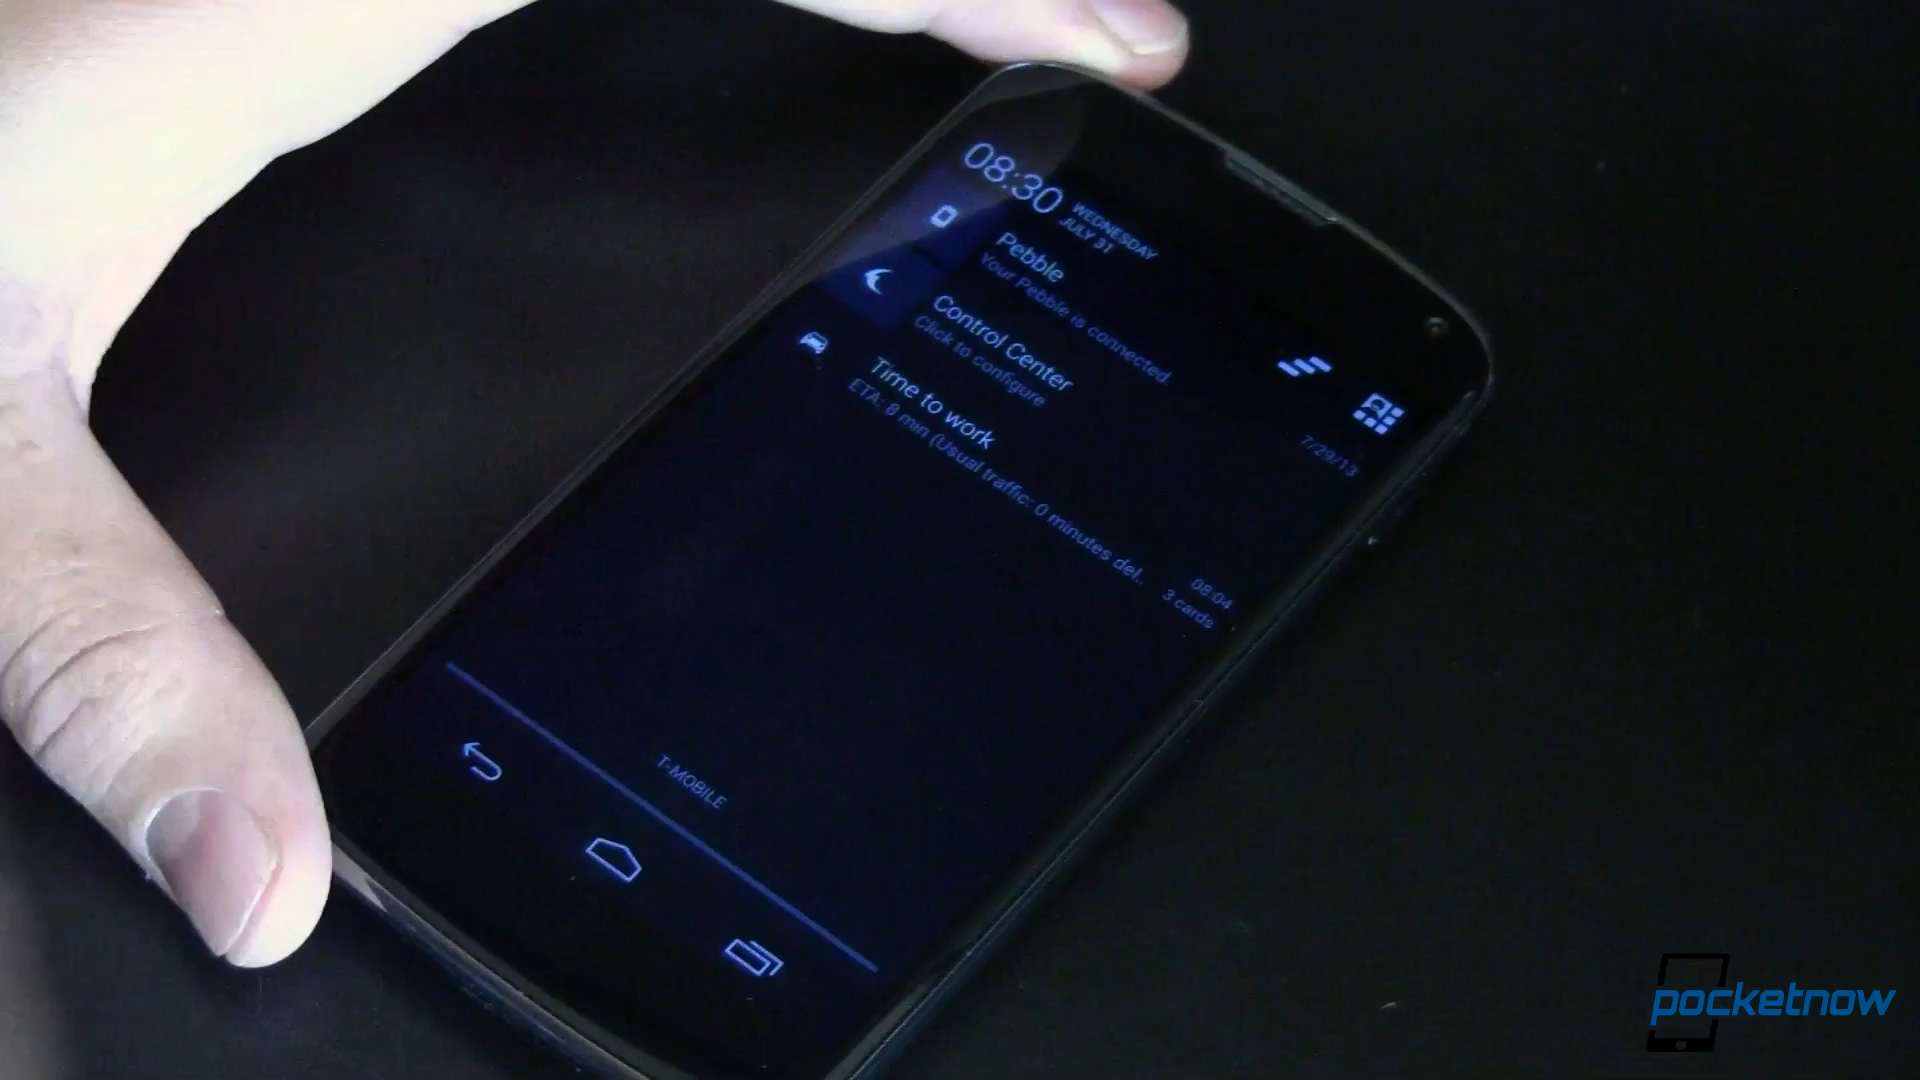 08:30
WEDNESDAY
JULY 31
Pebble
Your Pebble is connected
7/29/13
Control Center
Click to configure
Time to work
08:04
ETA: 8 min (Usual traffic: 0 minutes del..
3 cards
T-MOBILE
pocketnow